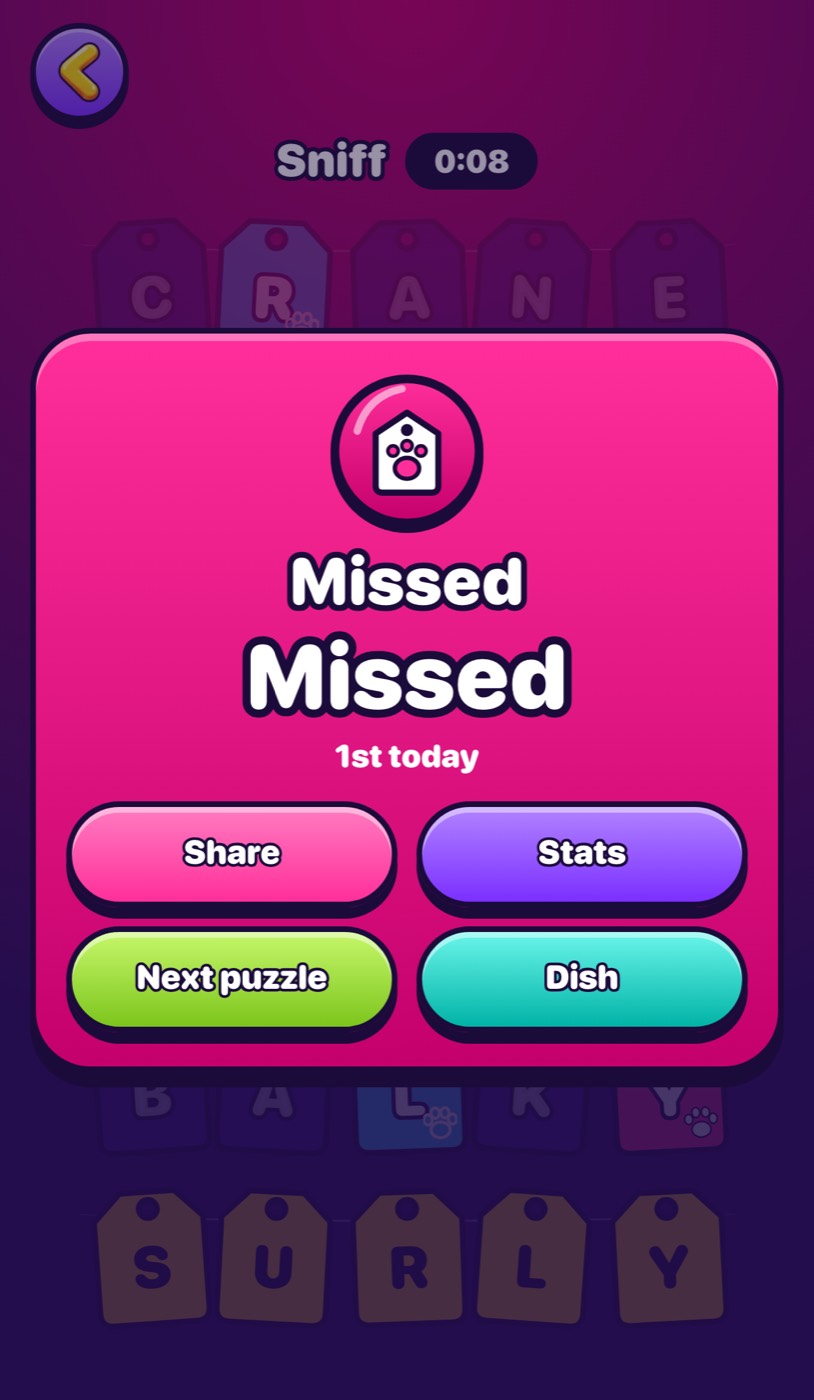 Sniff 0:08
C R A N E
Missed
Missed
1st today
Share Stats
Next puzzle Dish
B A L K Y
S U R L Y